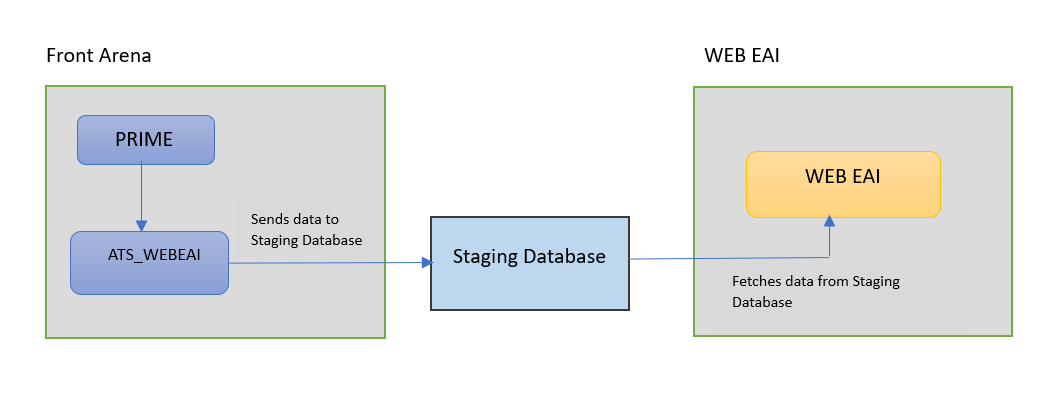 Front Arena
WEB EAI
PRIME
WEB EAI
Sends data to
Staging Database
ATS_WEBEAI
Staging Database
Fetches data from Staging
Database